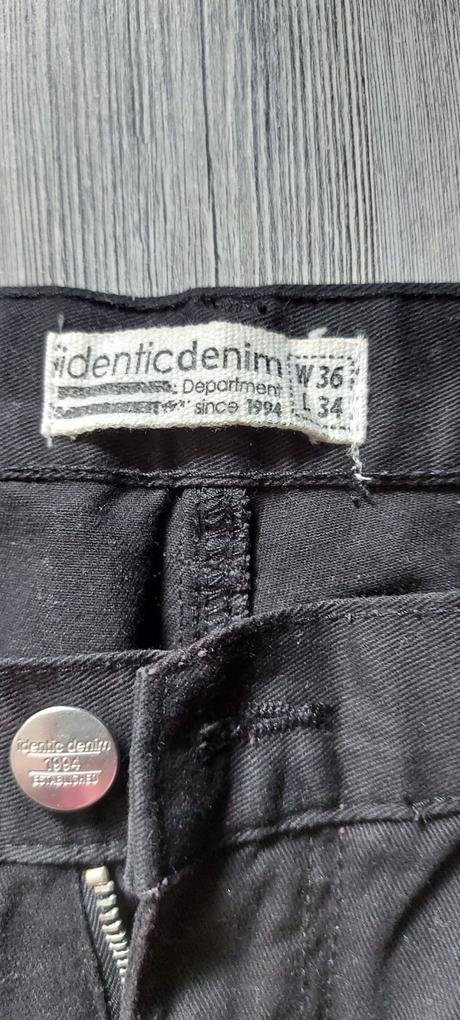 identicdenim
Department
since 1994
W 36
L 34
identic denim
1994
ESTABLISHED